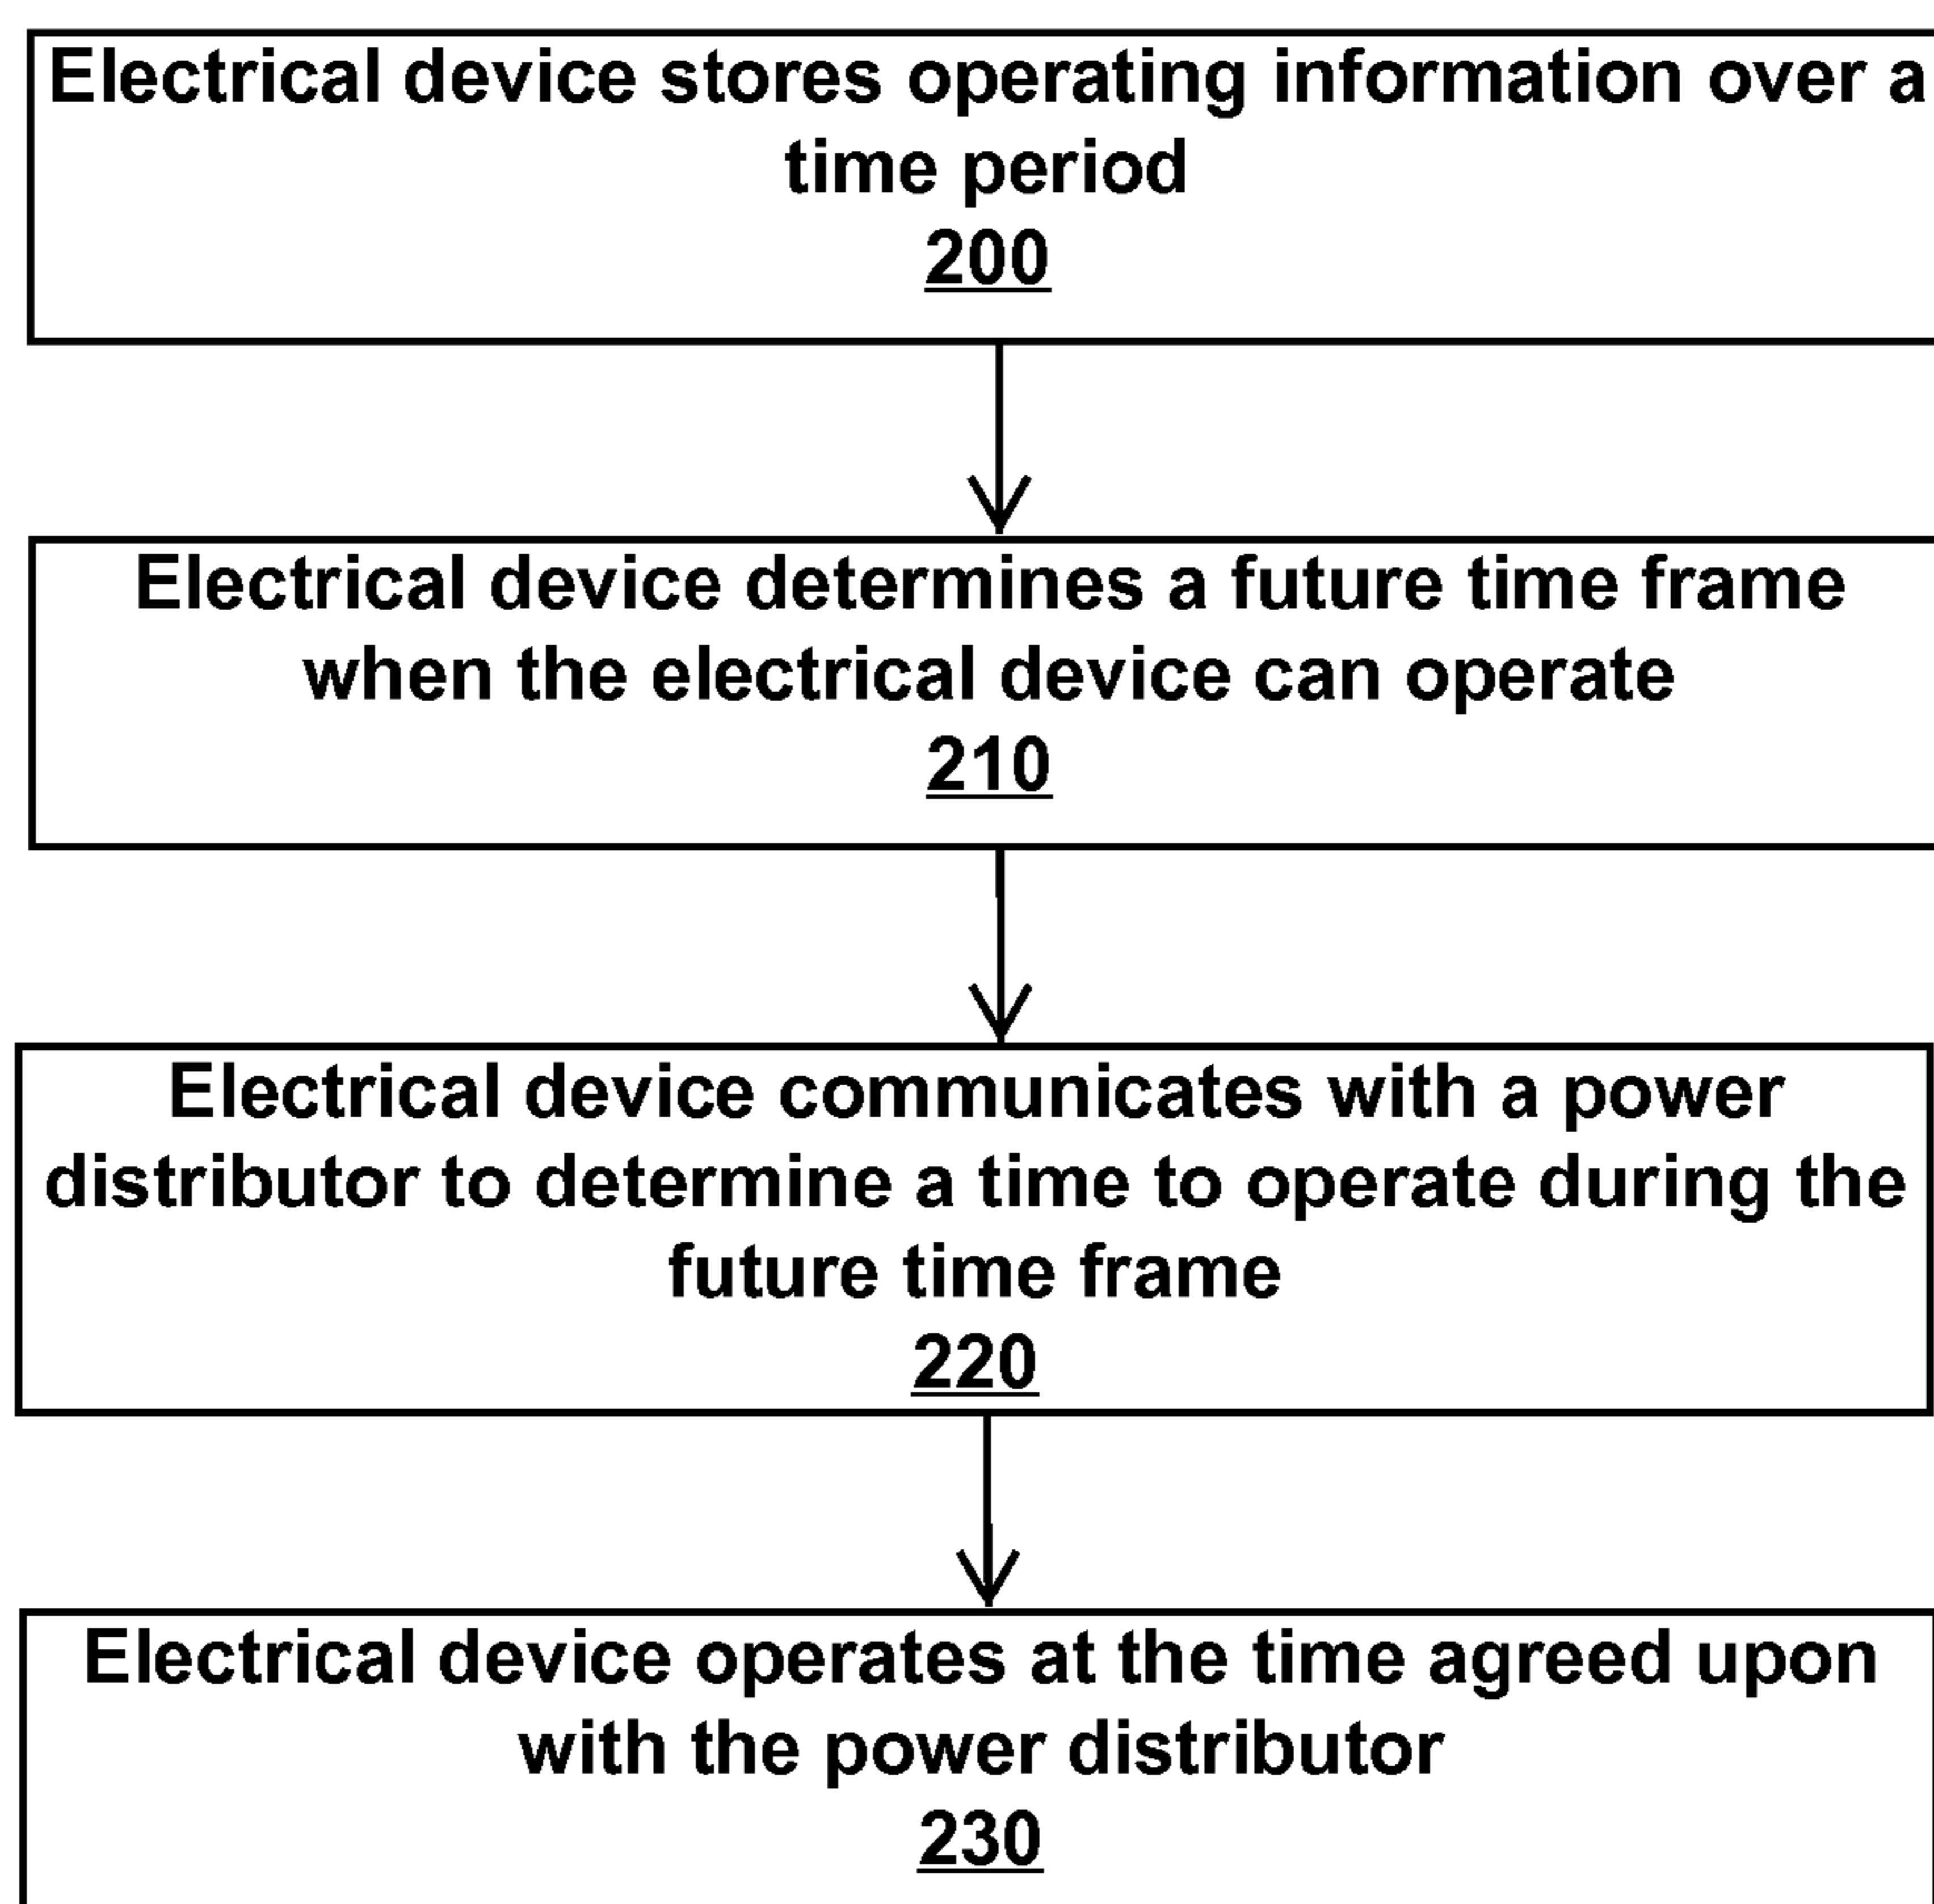 Electrical device stores operating information over a
time period
200
Electrical device determines a future time frame
when the electrical device can operate
210
Electrical device communicates with a power
distributor to determine a time to operate during the
future time frame
220
Electrical device operates at the time agreed upon
with the power distributor
230